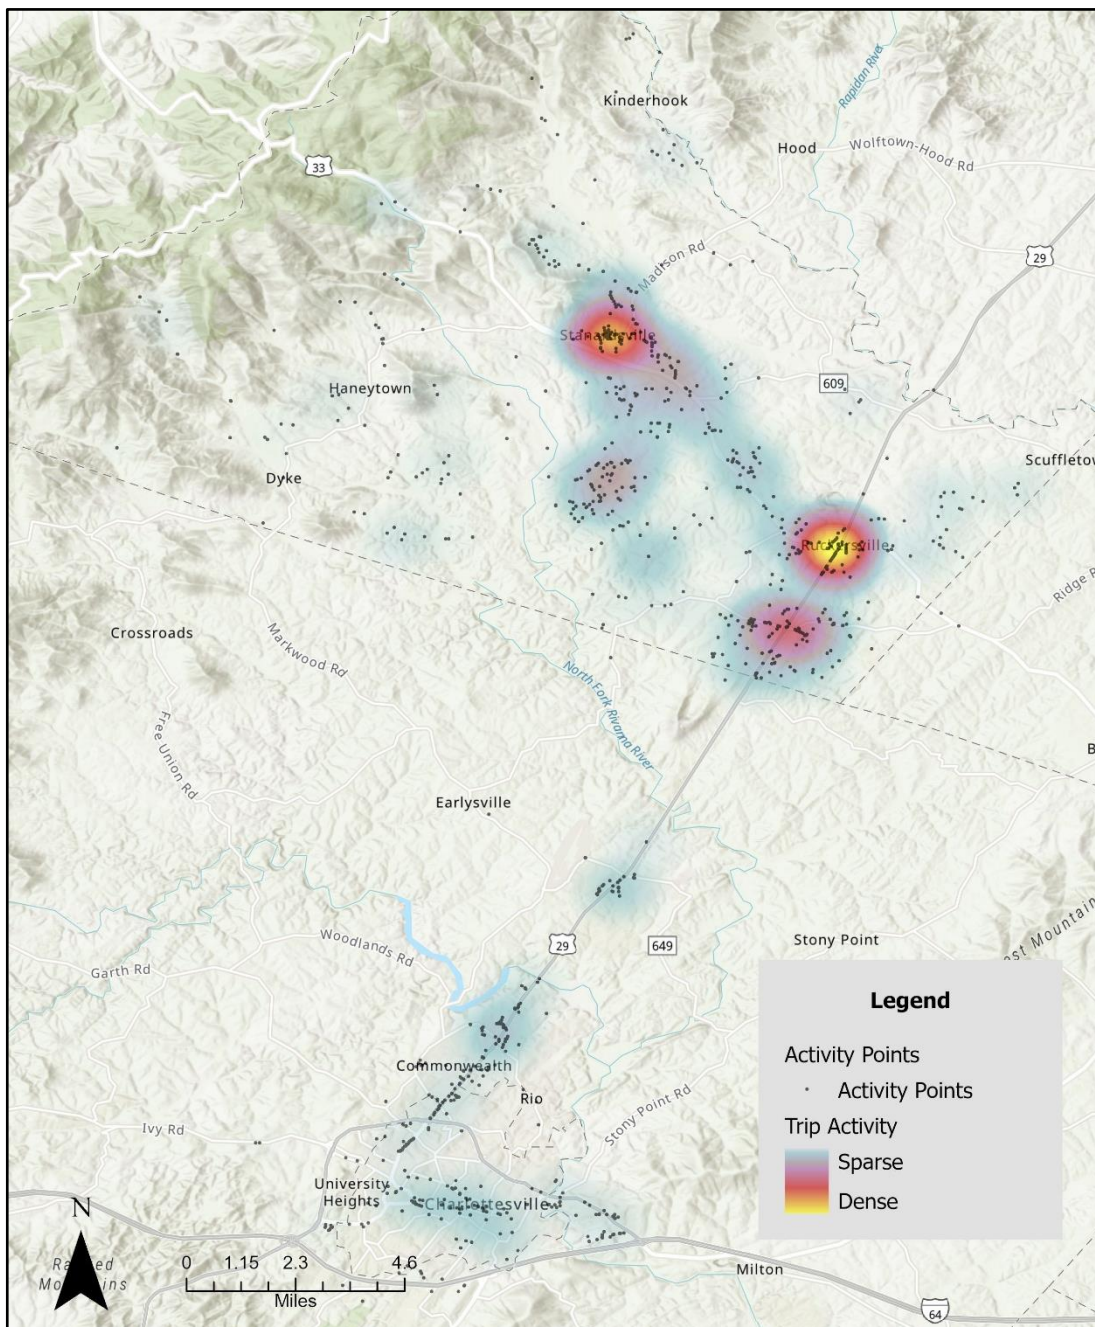 Kinderhook
Rapidan River
Hood
Wolftown-Hood Rd
33
29
Madison Rd
Stanardsville
609
Haneytown
Scuffletow
Dyke
Ruckersville
Ridge R
Crossroads
Markwood Rd
North Fork Rivanna River
Free Union Rd
B
Earlysville
29
649
Stony Point
Woodlands Rd
est Mountain
Garth Rd
Legend
Activity Points
Activity Points
Trip Activity
Sparse
Dense
Commonwealth
Rio
Stony Point Rd
Ivy Rd
University
Heights
Charlottesville
N
0 1.15 2.3 4.6
Miles
Milton
64